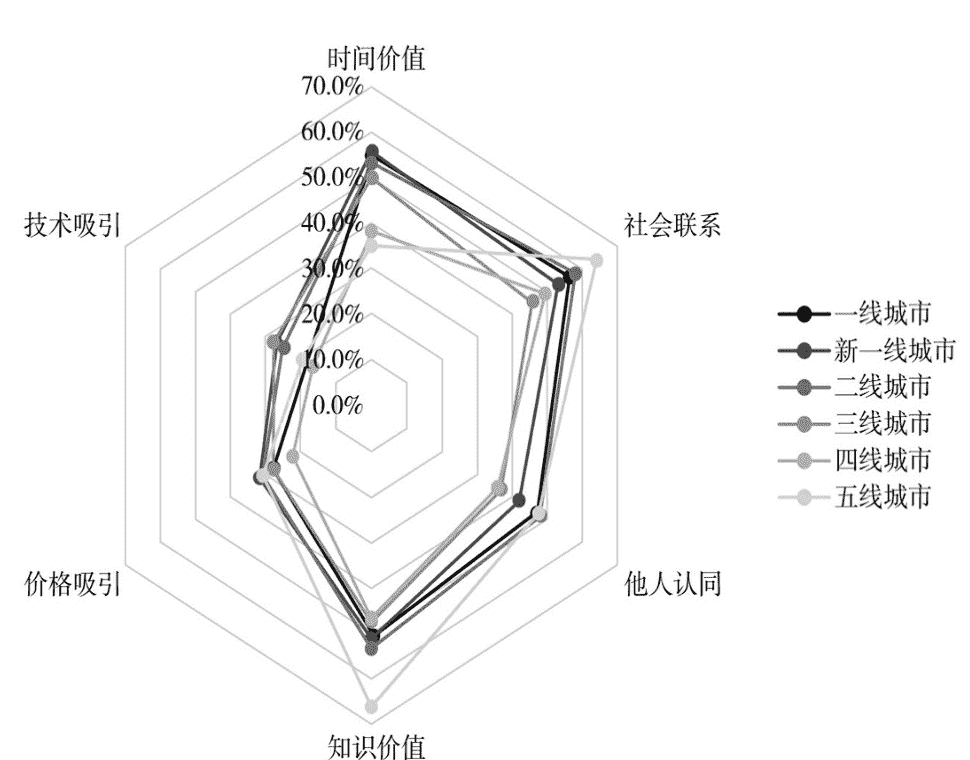 时间价值
70.0%
60.0%
50.0%
40.0%
30.0%
20.0%
10.0%
0.0%
技术吸引
社会联系
价格吸引
他人认同
知识价值
一线城市
新一线城市
二线城市
三线城市
四线城市
五线城市